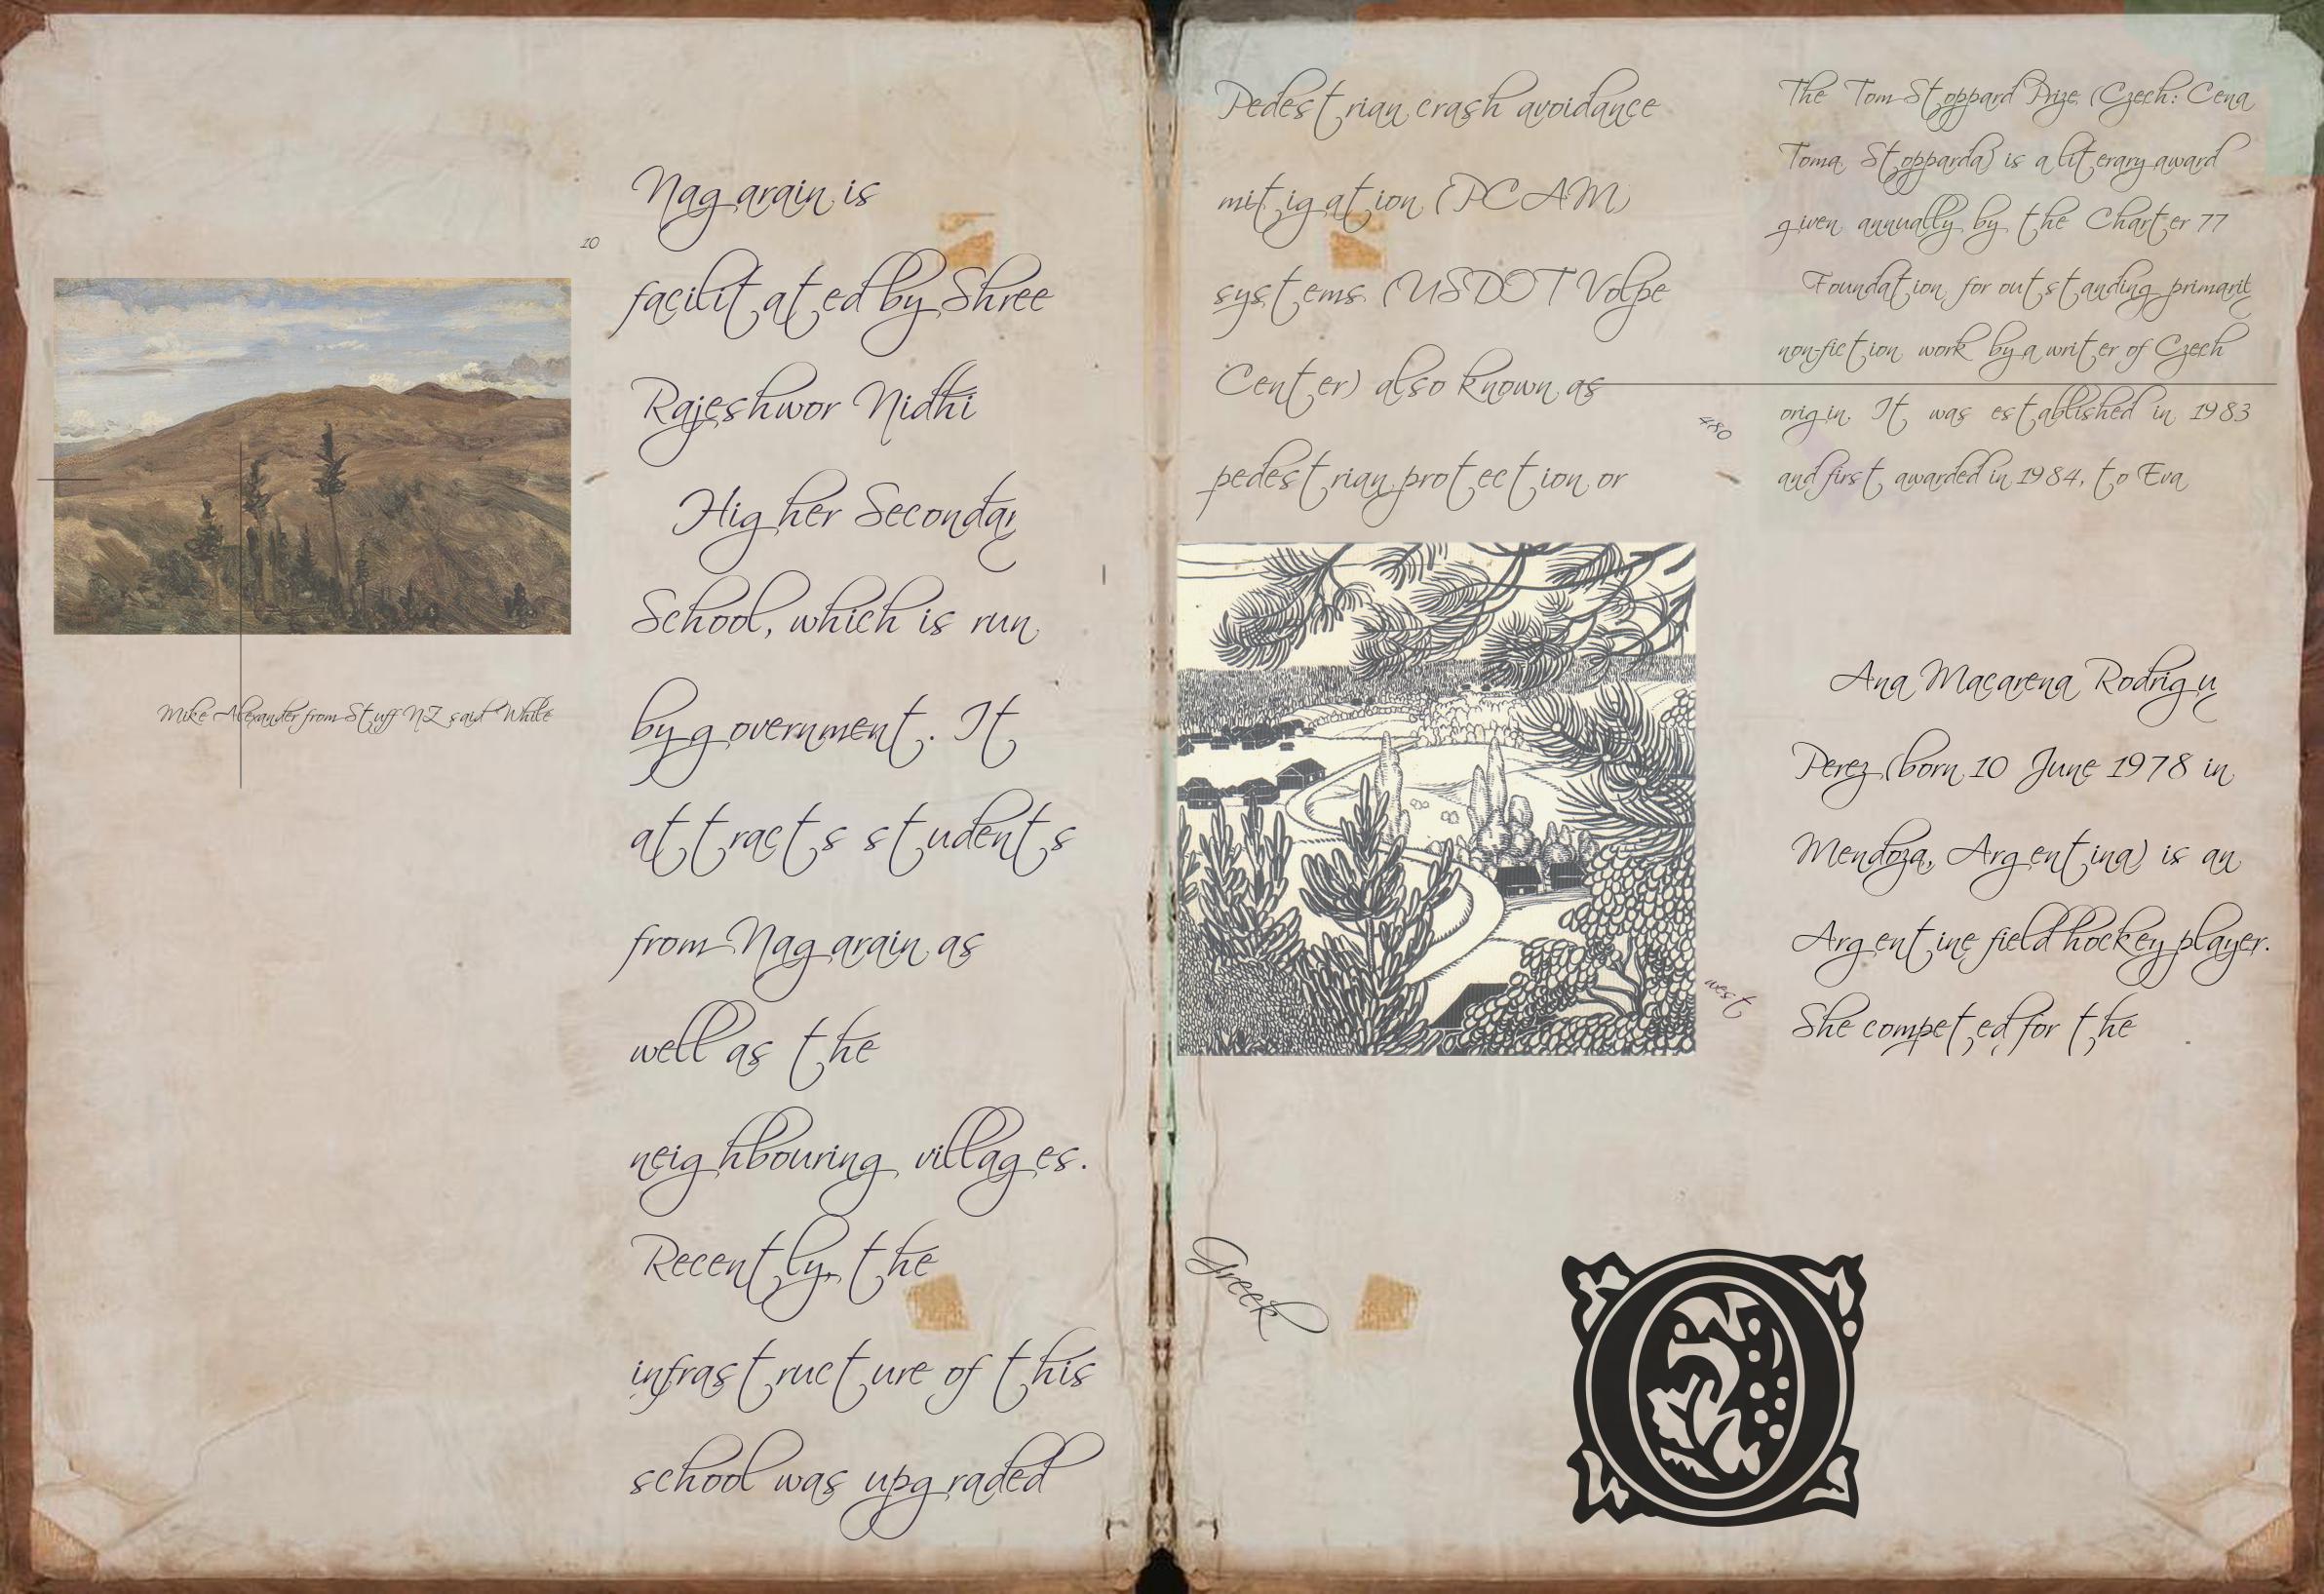 10
Mike Alexander from Stuff NZ said "While
Nagarain is
facilitated by Shree
Rajeshwor Nidhi
Higher Secondar
School, which is run
by government. It
attracts students
from Nagarain as
well as the
neighbouring villages.
Recently, the
infrastructure of this
school was upgraded
Pedestrian crash avoidance
mitigation (PCAM)
systems (USDOT Volpe
Center) also known as
pedestrian protection or
480
west
Greek
The Tom Stoppard Prize (Czech: Cena
Toma Stopparda) is a literary award
given annually by the Charter 77
Foundation for outstanding primaril
non-fiction work by a writer of Czech
origin. It was established in 1983
and first awarded in 1984, to Eva
Ana Macarena Rodrigu
Perez (born 10 June 1978 in
Mendoza, Argentina) is an
Argentine field hockey player.
She competed for the
O